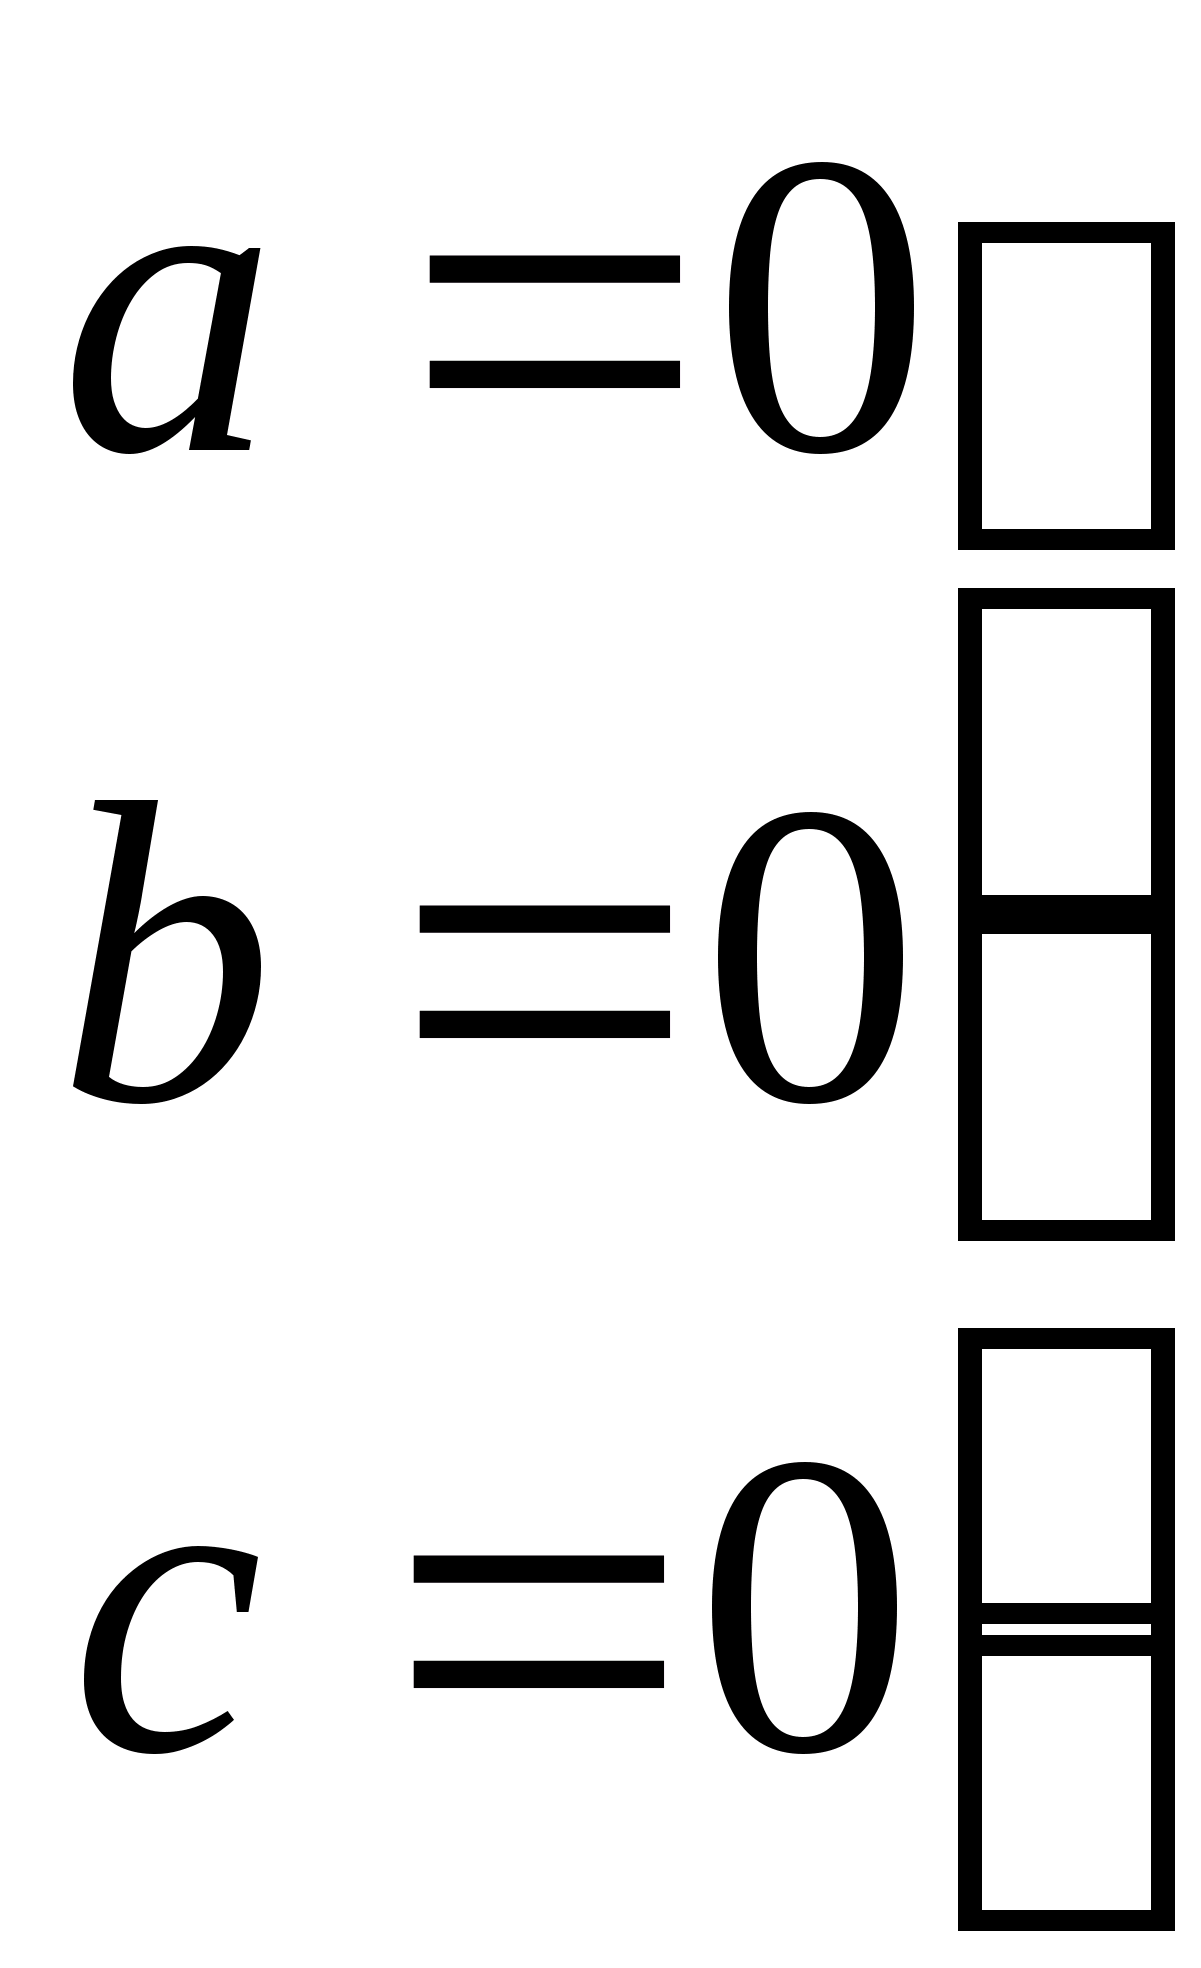 a = 0
b = 0
c = 0